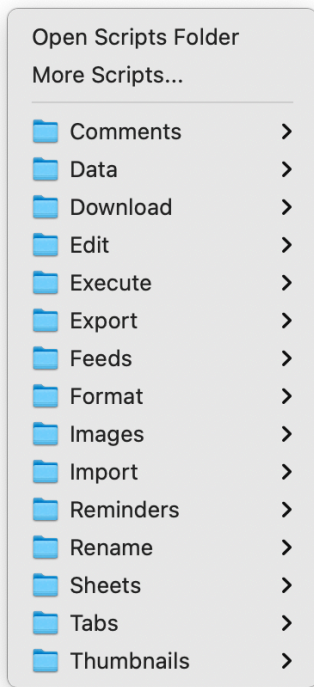 Open Scripts Folder
More Scripts...
Comments
Data
Download
Edit
Execute
Export
Feeds
Format
Images
Import
Reminders
Rename
Sheets
Tabs
Thumbnails